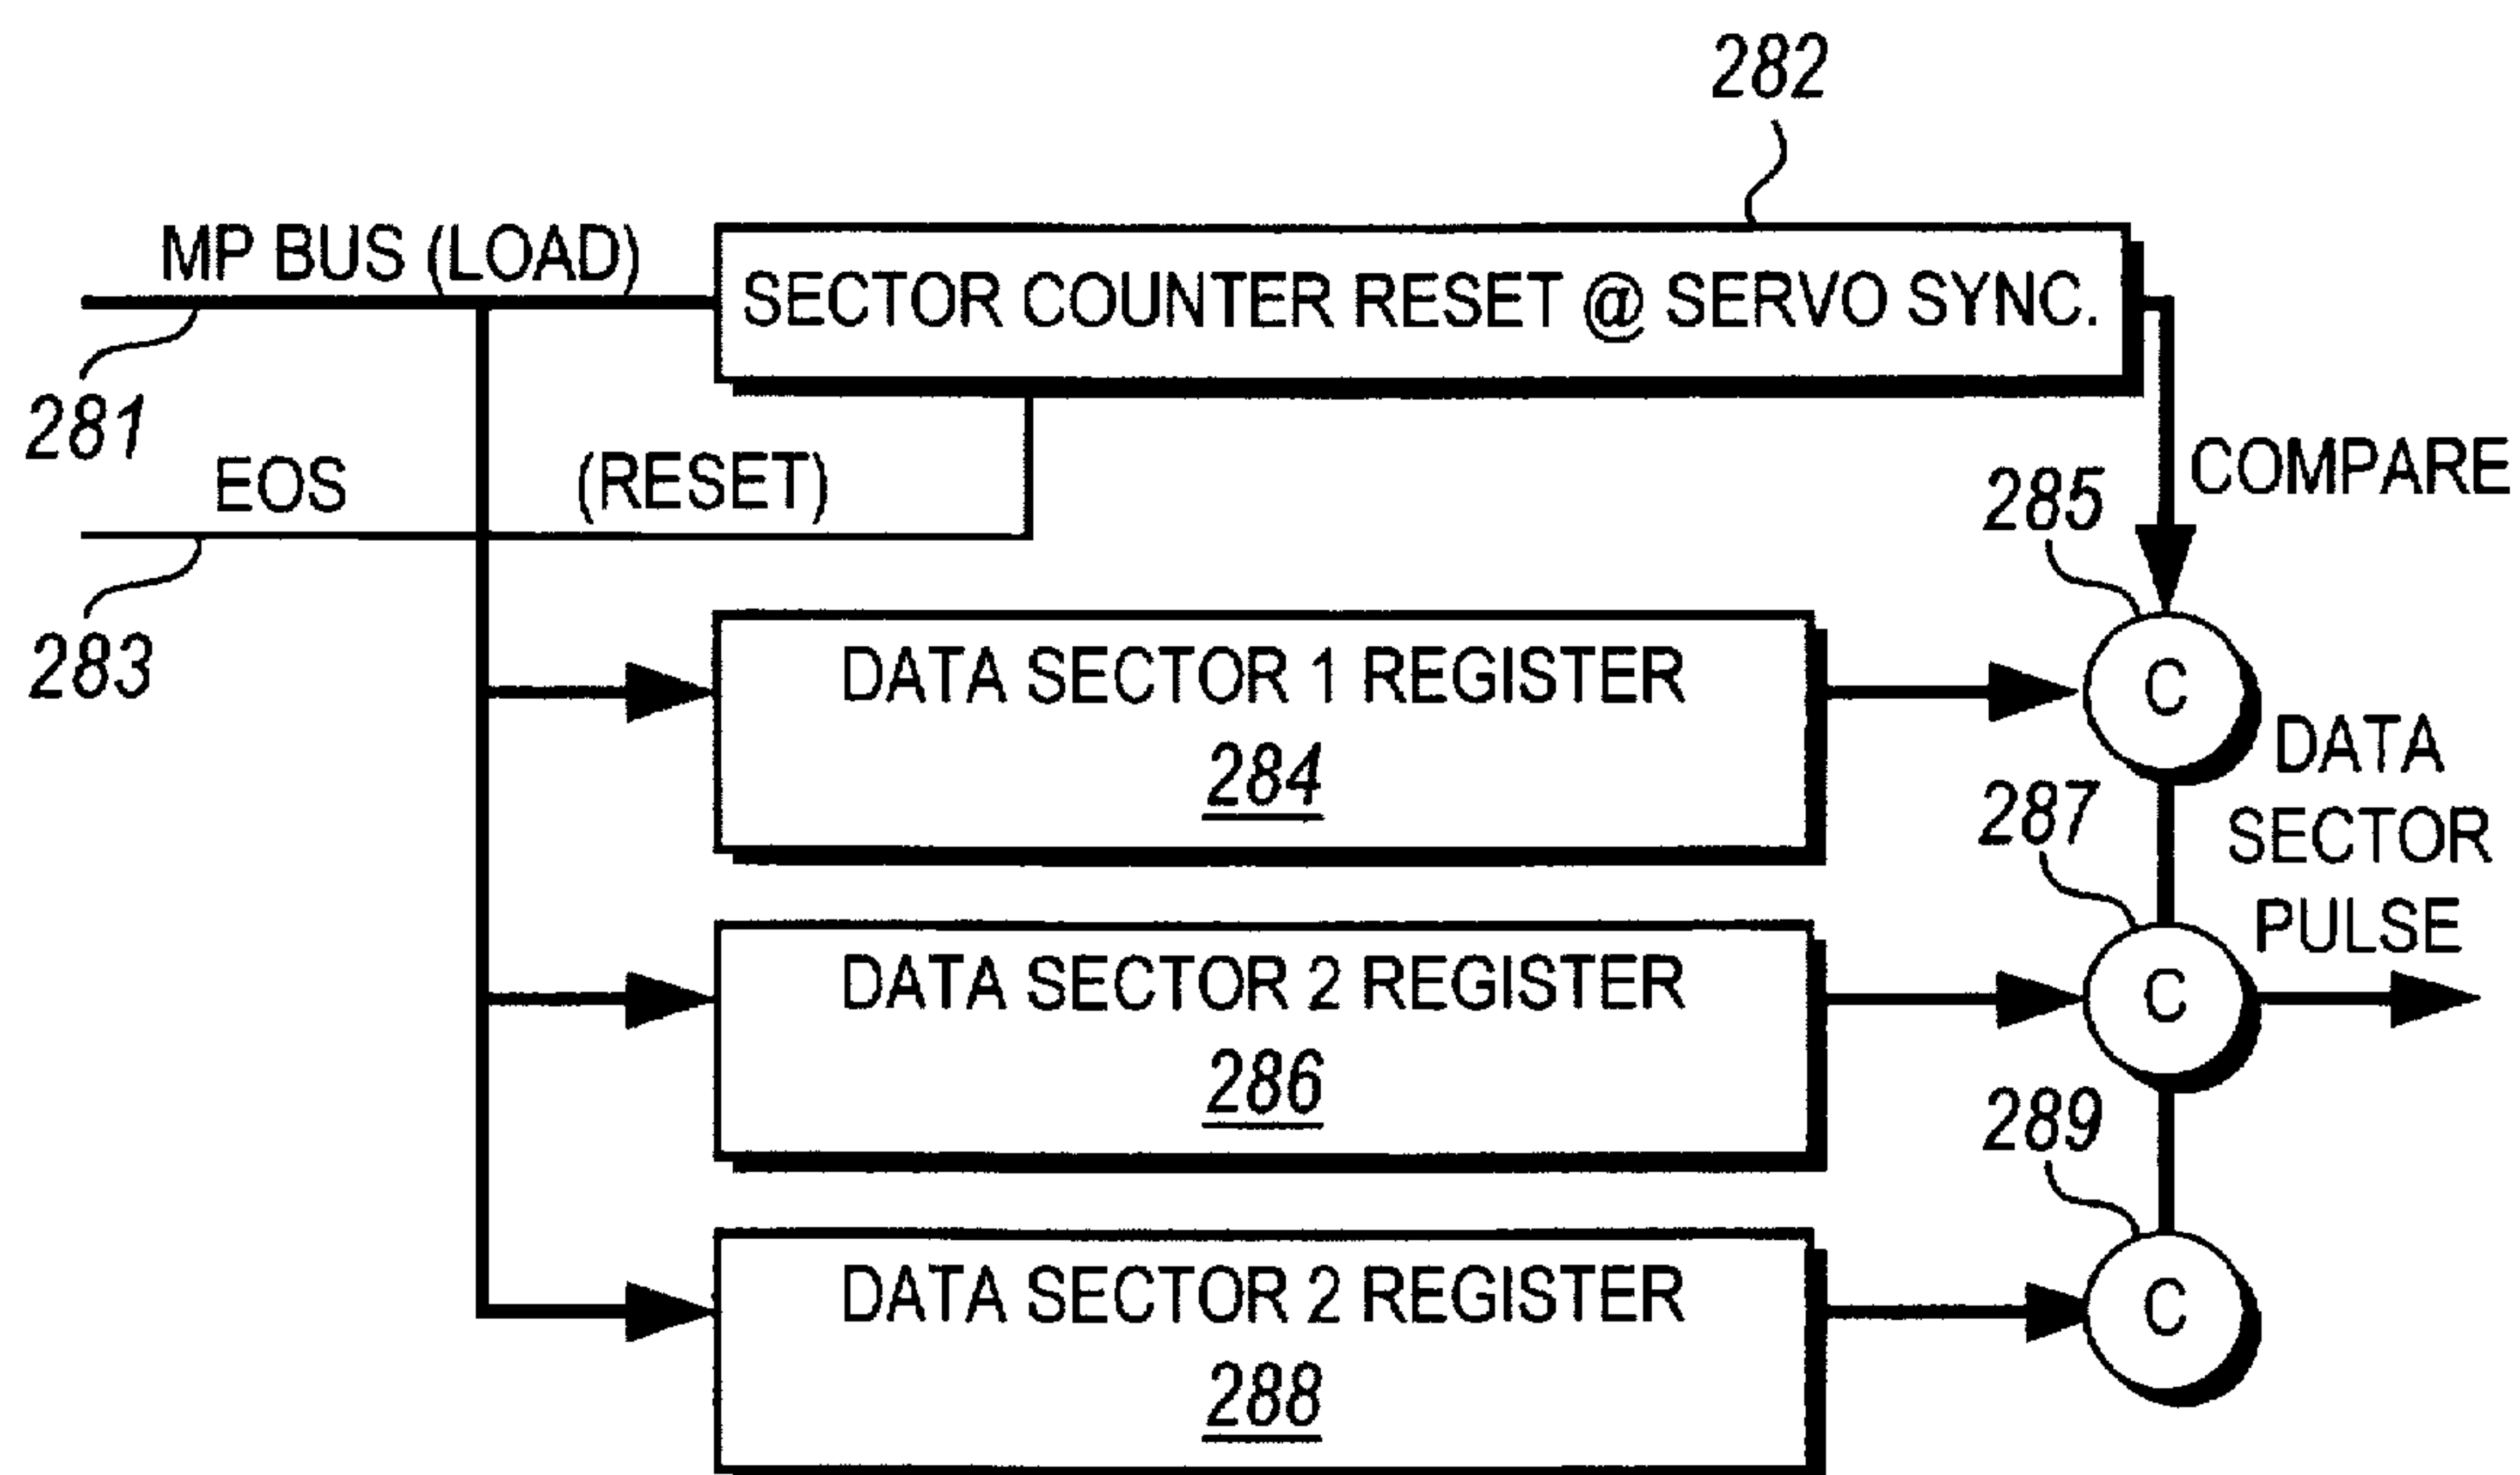 282
MP BUS (LOAD)
SECTOR COUNTER RESET @ SERVO SYNC.
281
EOS
(RESET)
COMPARE
285
283
DATA SECTOR 1 REGISTER
284
C
DATA
SECTOR
PULSE
287
DATA SECTOR 2 REGISTER
286
C
289
DATA SECTOR 2 REGISTER
288
C